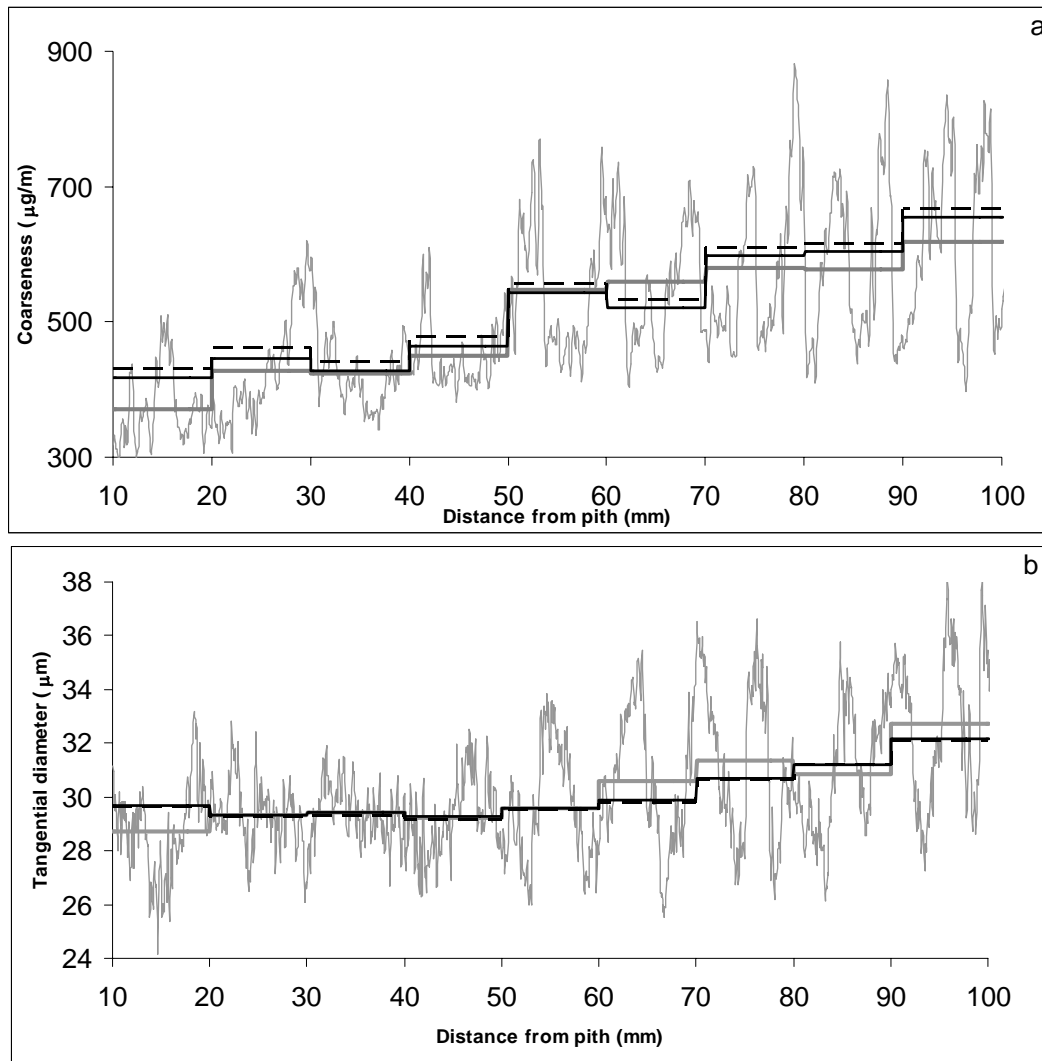 a
900
700
500
300
Coarseness ( µg/m)
10 20 30 40 50 60 70 80 90 100
Distance from pith (mm)
b
38
36
34
32
30
28
26
24
Tangential diameter ( µm)
10 20 30 40 50 60 70 80 90 100
Distance from pith (mm)